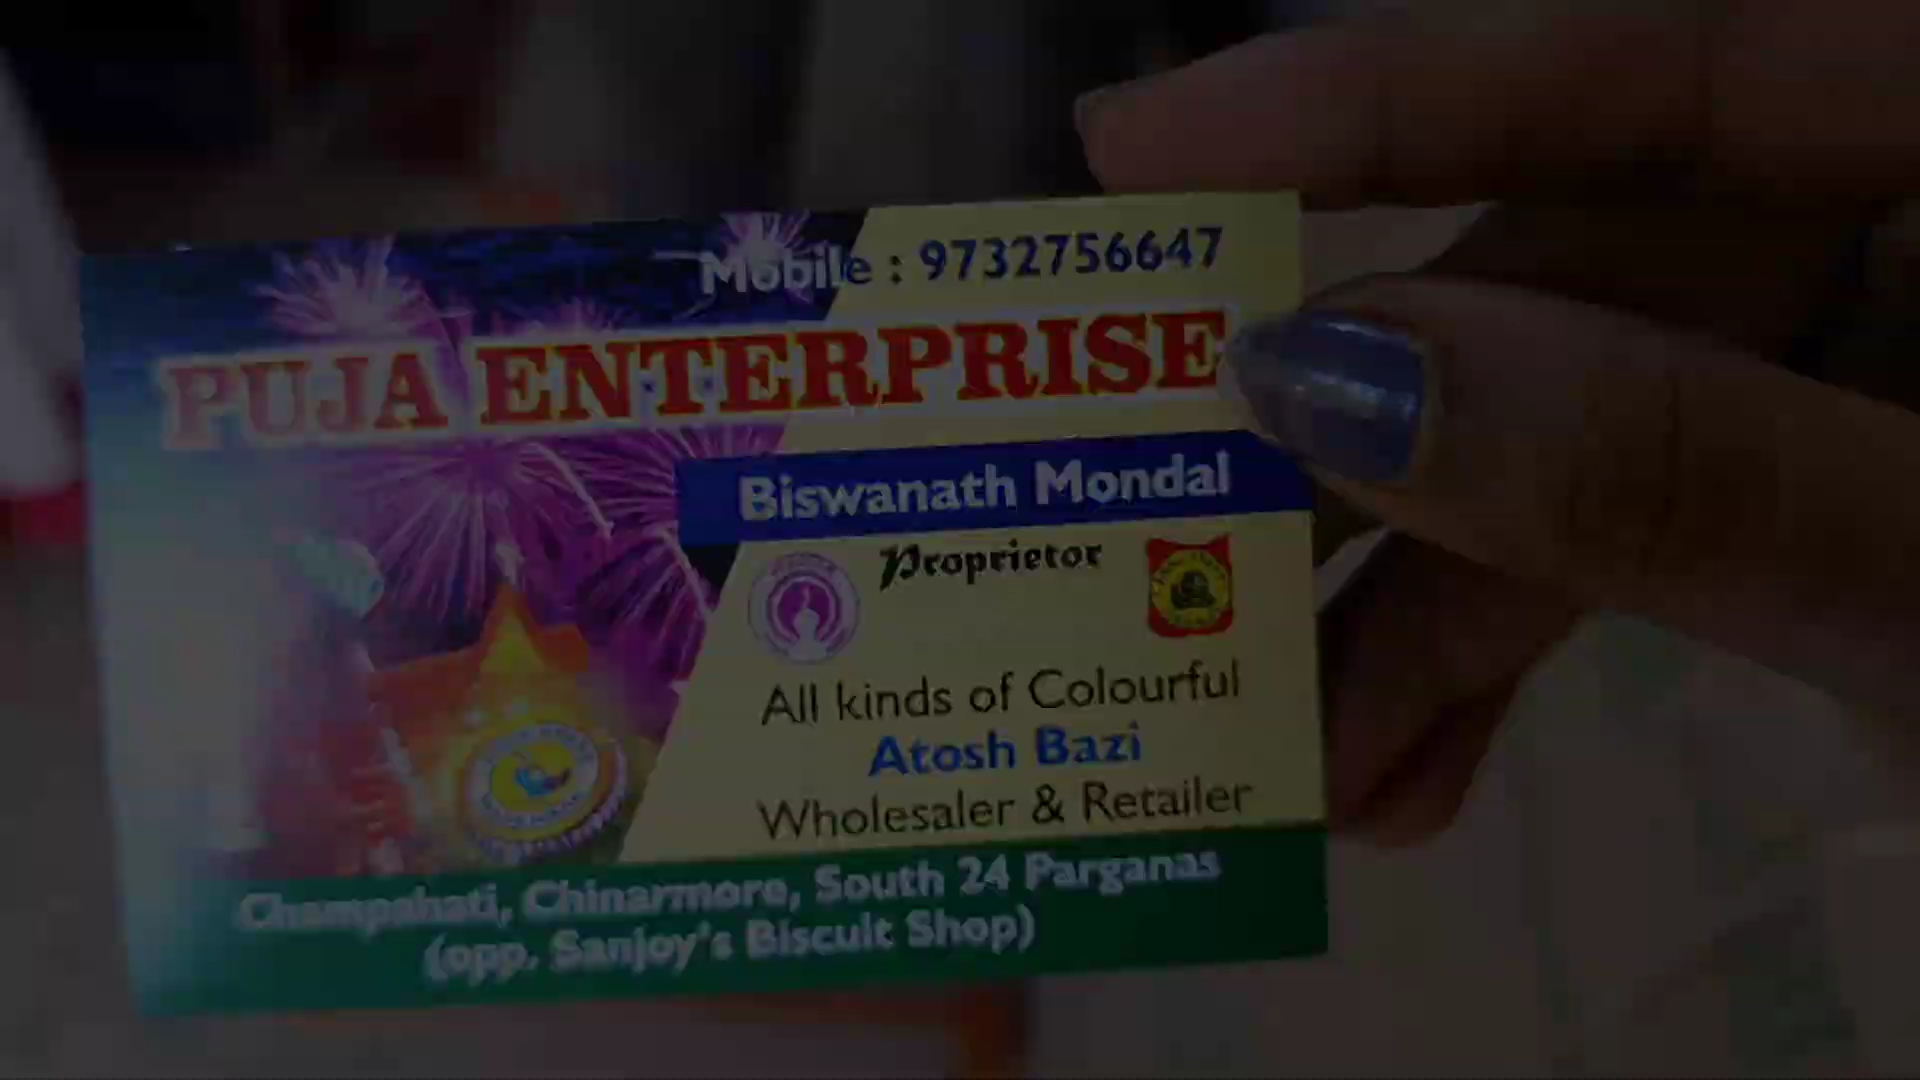 Mobile : 9732756647
PUJA ENTERPRISE
Biswanath Mondal
Proprietor
All kinds of Colourful
Atosh Bazi
Wholesaler & Retailer
Champahati, Chinarmore, South 24 Parganas
(opp. Sanjoy's Biscuit Shop)